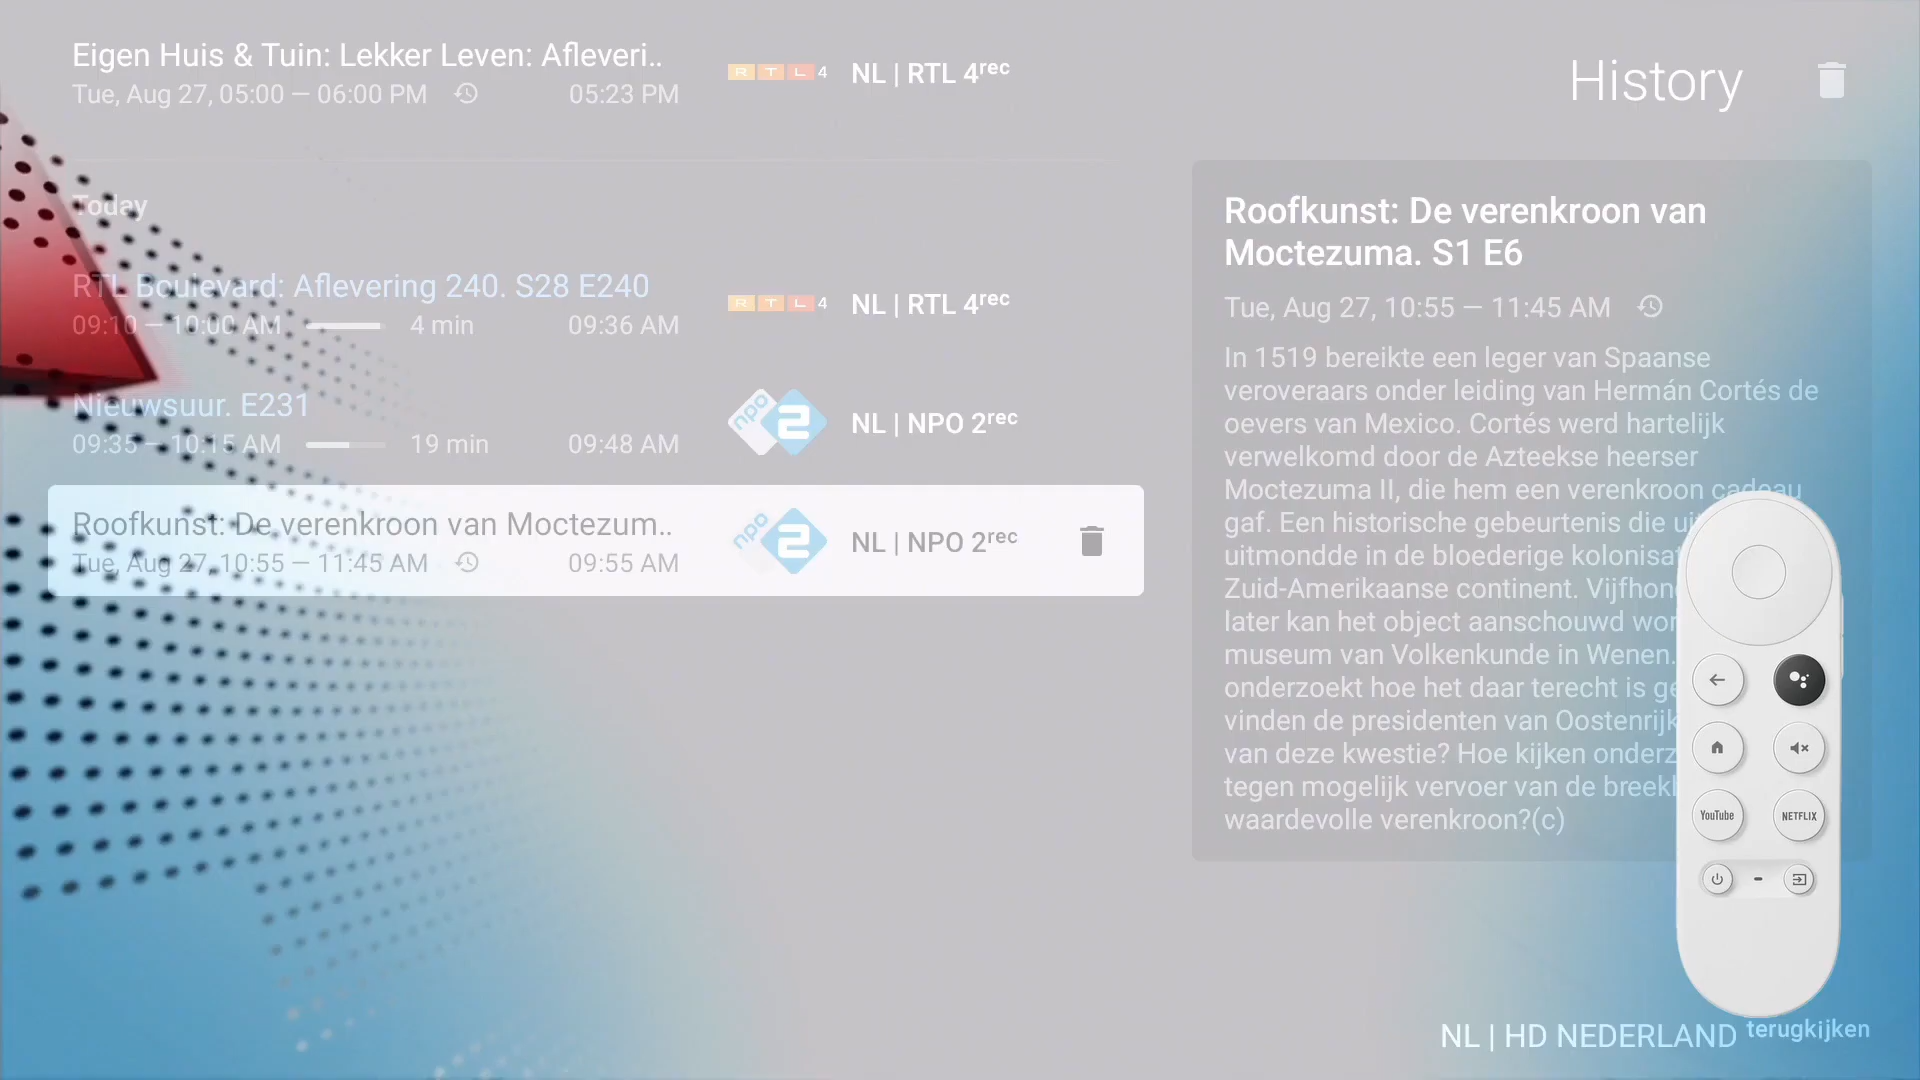 Eigen Huis & Tuin: Lekker Leven: Afleveri..
Tue, Aug 27, 05:00 — 06:00 PM 05:23 PM
RTL 4 NL | RTL 4rec
History
Today
RTL Boulevard: Aflevering 240. S28 E240
09:10 — 10:00 AM 4 min 09:36 AM
RTL 4 NL | RTL 4rec
Nieuwsuur. E231
09:35 — 10:15 AM 19 min 09:48 AM
npo 2 NL | NPO 2rec
Roofkunst: De verenkroon van Moctezum..
Tue, Aug 27, 10:55 — 11:45 AM 09:55 AM
npo 2 NL | NPO 2rec
Roofkunst: De verenkroon van
Moctezuma. S1 E6
Tue, Aug 27, 10:55 — 11:45 AM
In 1519 bereikte een leger van Spaanse
veroveraars onder leiding van Hermán Cortés de
oevers van Mexico. Cortés werd hartelijk
verwelkomd door de Azteekse heerser
Moctezuma II, die hem een verenkroon cadeau
gaf. Een historische gebeurtenis die
uitmondde in de bloederige
Zuid-Amerikaanse continent.
later kan het object aanschouwd
museum van Volkenkunde in Wenen.
onderzoekt hoe het daar terecht is
vinden de presidenten van
van deze kwestie? Hoe kijken
tegen mogelijk vervoer van de
waardevolle verenkroon?(c)
YouTube
NETFLIX
NL | HD NEDERLAND terugkijken